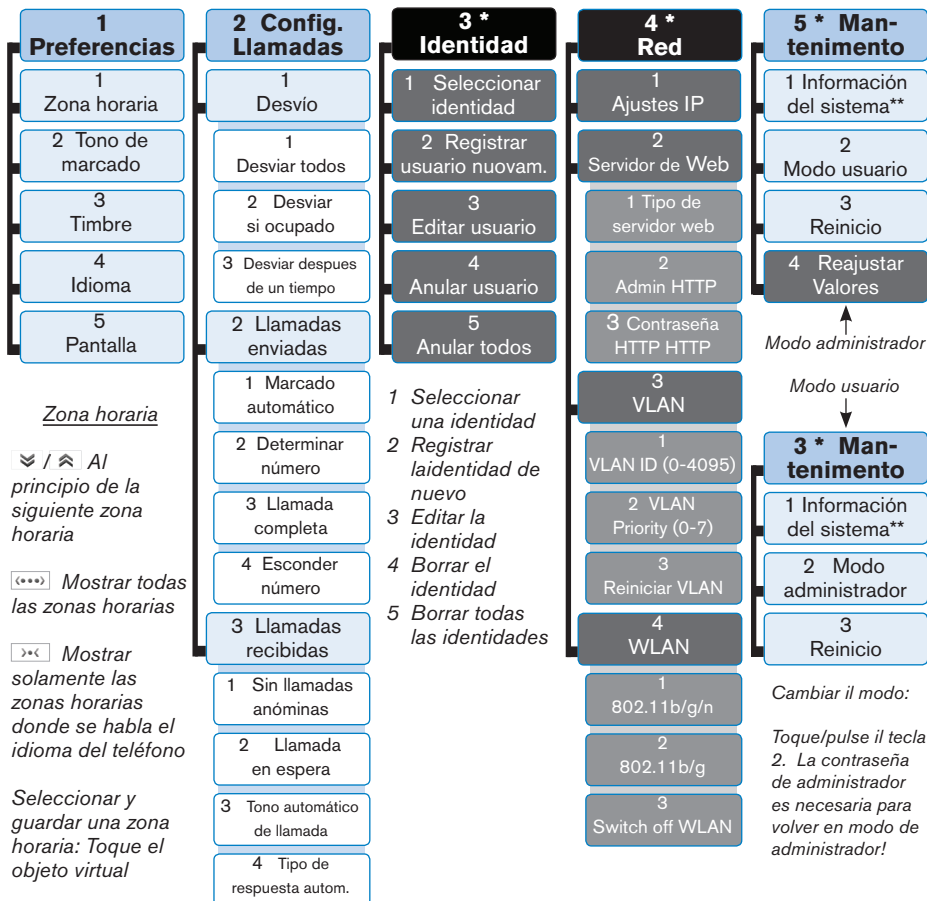 1
Preferencias
1
Zona horaria
2 Tono de
marcado
3
Timbre
4
Idioma
5
Pantalla
Zona horaria
/ Al
principio de la
siguiente zona
horaria
Mostrar todas
las zonas horarias
Mostrar
solamente las
zonas horarias
donde se habla el
idioma del teléfono
Seleccionar y
guardar una zona
horaria: Toque el
objeto virtual
2 Config.
Llamadas
1
Desvío
1
Desviar todos
2 Desviar
si ocupado
3 Desviar despues
de un tiempo
2 Llamadas
enviadas
1 Marcado
automático
2 Determinar
número
3 Llamada
completa
4 Esconder
número
3 Llamadas
recibidas
1 Sin llamadas
anóminas
2 Llamada
en espera
3 Tono automático
de llamada
4 Tipo de
respuesta autom.
3 *
Identidad
1 Seleccionar
identidad
2 Registrar
usuario nuovam.
3
Editar usuario
4
Anular usuario
5
Anular todos
1 Seleccionar
una identidad
2 Registrar
laidentidad de
nuevo
3 Editar la
identidad
4 Borrar el
identidad
5 Borrar todas
las identidades
4 *
Red
1
Ajustes IP
2
Servidor de Web
1 Tipo de
servidor web
2
Admin HTTP
3 Contraseña
HTTP HTTP
3
VLAN
1
VLAN ID (0-4095)
2 VLAN
Priority (0-7)
3
Reiniciar VLAN
4
WLAN
1
802.11b/g/n
2
802.11b/g
3
Switch off WLAN
5 * Man-
tenimento
1 Información
del sistema**
2
Modo usuario
3
Reinicio
4 Reajustar
Valores
Modo administrador
Modo usuario
3 * Man-
tenimento
1 Información
del sistema**
2 Modo
administrador
3
Reinicio
Cambiar il modo:
Toque/pulse il tecla
2. La contraseña
de administrador
es necesaria para
volver en modo de
administrador!